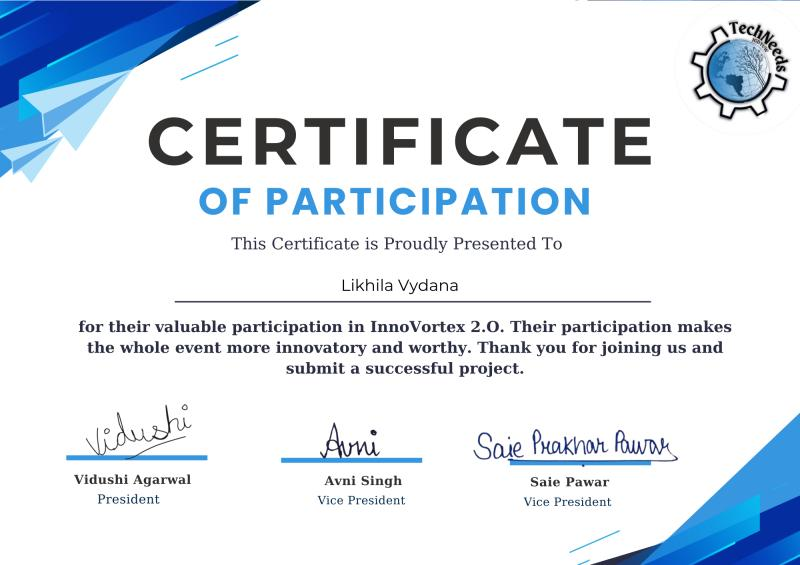 TechNeeds
CERTIFICATE
OF PARTICIPATION
This Certificate is Proudly Presented To
Likhila Vydana
for their valuable participation in InnoVortex 2.O. Their participation makes
the whole event more innovatory and worthy. Thank you for joining us and
submit a successful project.
Vidushi
Avni
Saie Prakhar Pawar
Vidushi Agarwal
Avni Singh
Saie Pawar
President
Vice President
Vice President